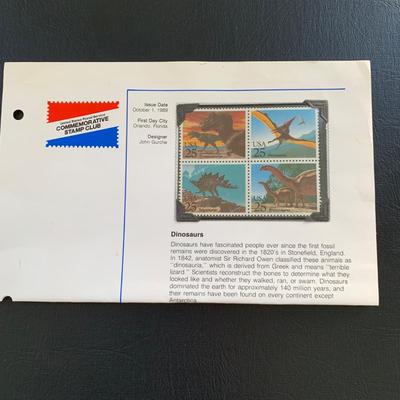 United States Postal Service
COMMEMORATIVE
STAMP CLUB
Issue Date
October 1, 1989
First Day City
Orlando, Florida
Designer
John Gurche
USA
25
USA
25
25
USA
25
Dinosaurs
Dinosaurs have fascinated people ever since the first fossil
remains were discovered in the 1820's in Stonefield, England.
In 1842, anatomist Sir Richard Owen classified these animals as
"dinosauria," which is derived from Greek and means "terrible
lizard." Scientists reconstruct the bones to determine what they
looked like and whether they walked, ran, or swam. Dinosaurs
dominated the earth for approximately 140 million years, and
their remains have been found on every continent except
Antarctica.